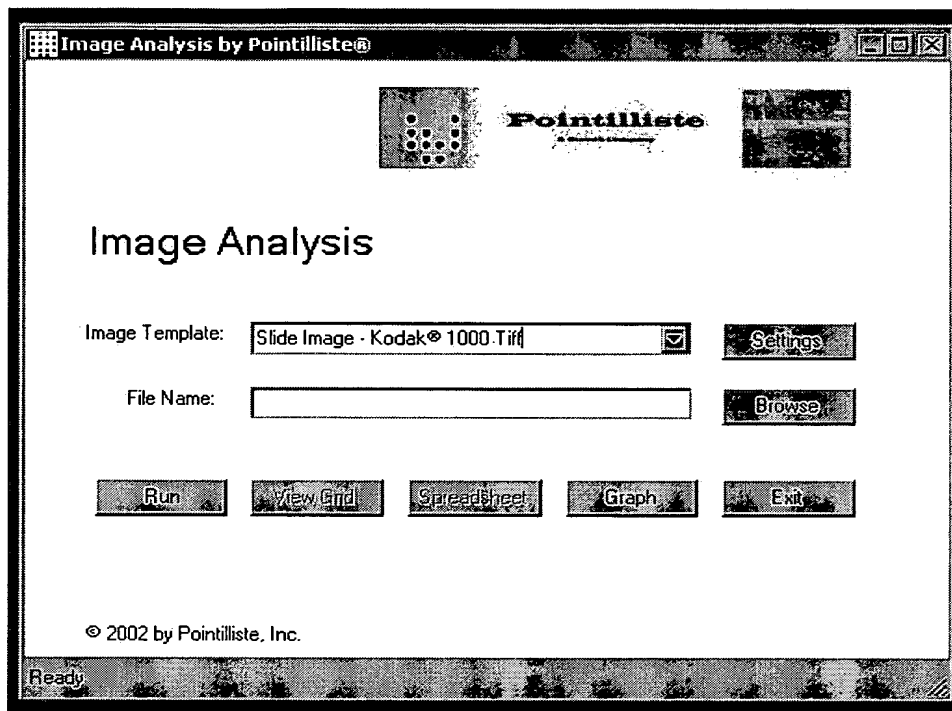 Image Analysis by Pointilliste®
Pointilliste
Image Analysis
Image Template:
Slide Image - Kodak® 1000 Tiff
Settings
File Name:
Browse
Run
View Grid
Spreadsheet
Graph
Exit
© 2002 by Pointilliste, Inc.
Ready